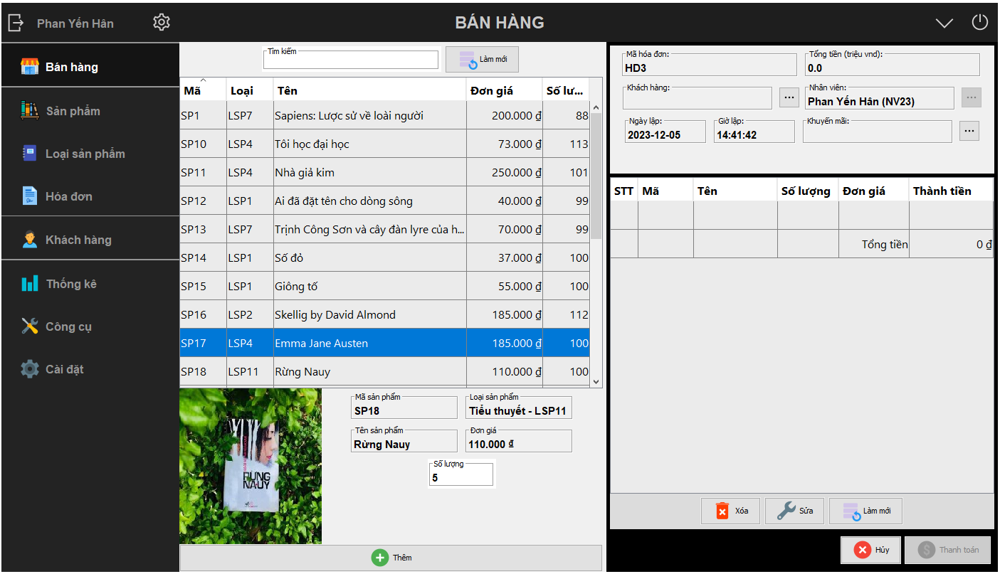 Phan Yến Hân
BÁN HÀNG
Bán hàng
Sản phẩm
Loại sản phẩm
Hóa đơn
Khách hàng
Thống kê
Công cụ
Cài đặt
Tìm kiếm
Làm mới
Mã Loại Tên Đơn giá Số lư...
SP1 LSP7 Sapiens: Lược sử về loài người 200.000 ₫ 88
SP10 LSP4 Tôi học đại học 73.000 ₫ 113
SP11 LSP4 Nhà giả kim 250.000 ₫ 101
SP12 LSP1 Ai đã đặt tên cho dòng sông 40.000 ₫ 99
SP13 LSP7 Trịnh Công Sơn và cây đàn lyre của h... 70.000 ₫ 99
SP14 LSP1 Số đỏ 37.000 ₫ 100
SP15 LSP1 Giông tố 55.000 ₫ 100
SP16 LSP2 Skellig by David Almond 185.000 ₫ 112
SP17 LSP4 Emma Jane Austen 185.000 ₫ 100
SP18 LSP11 Rừng Nauy 110.000 ₫ 100
RỪNG
NAUY
Mã sản phẩm
SP18
Loại sản phẩm
Tiểu thuyết - LSP11
Tên sản phẩm
Rừng Nauy
Đơn giá
110.000 ₫
Số lượng
5
Thêm
Mã hóa đơn:
HD3
Tổng tiền (triệu vnd):
0.0
Khách hàng:
...
Nhân viên:
Phan Yến Hân (NV23)
...
Ngày lập:
2023-12-05
Giờ lập:
14:41:42
Khuyến mãi:
...
STT Mã Tên Số lượng Đơn giá Thành tiền
Tổng tiền 0 ₫
Xóa
Sửa
Làm mới
Hủy
Thanh toán